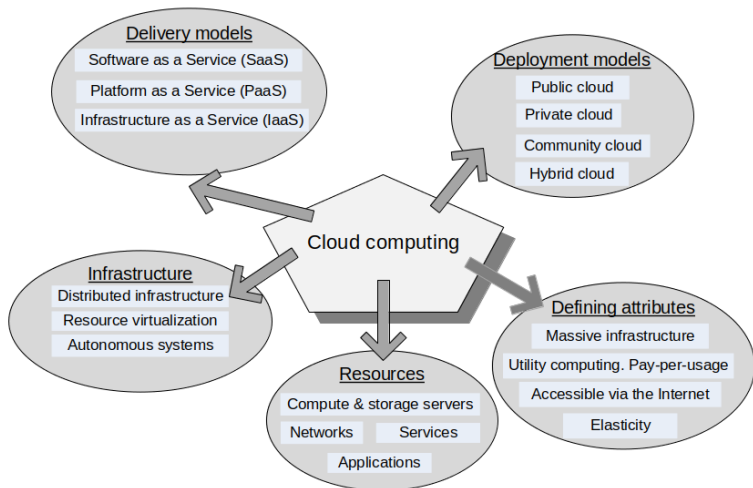 Delivery models
Software as a Service (SaaS)
Platform as a Service (PaaS)
Infrastructure as a Service (IaaS)
Deployment models
Public cloud
Private cloud
Community cloud
Hybrid cloud
Cloud computing
Infrastructure
Distributed infrastructure
Resource virtualization
Autonomous systems
Defining attributes
Massive infrastructure
Utility computing. Pay-per-usage
Accessible via the Internet
Elasticity
Resources
Compute & storage servers
Networks Services
Applications